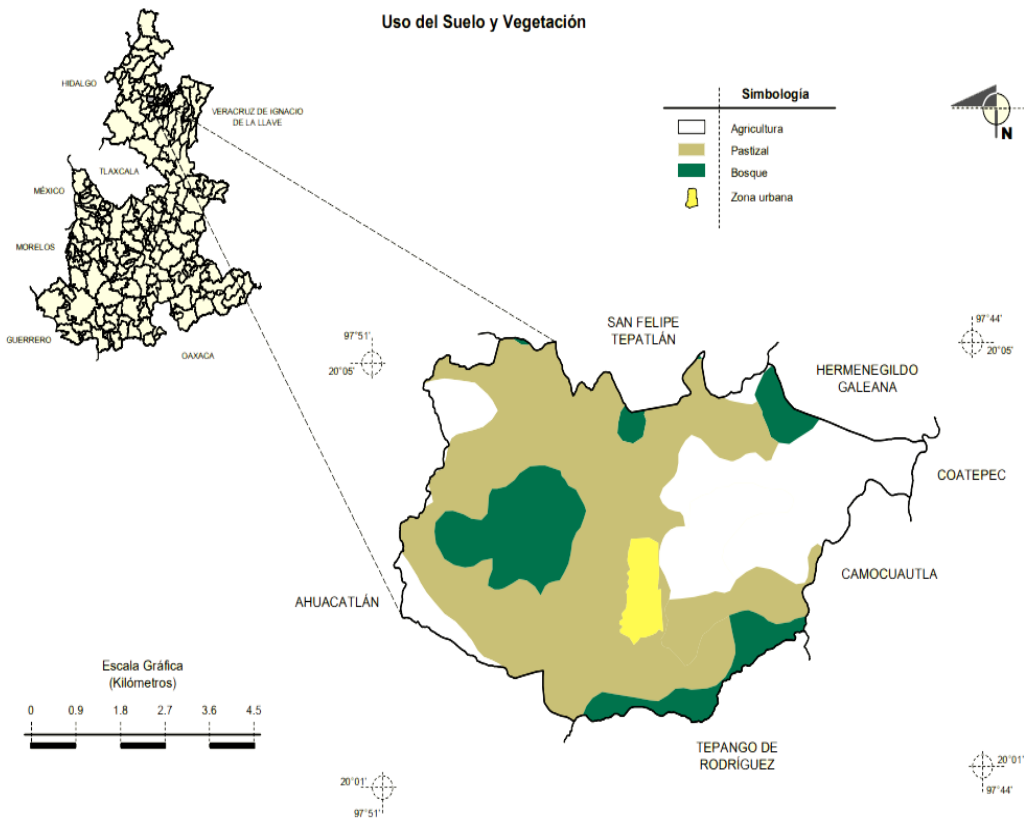 Uso del Suelo y Vegetación
HIDALGO
VERACRUZ DE IGNACIO
DE LA LLAVE
TLAXCALA
MÉXICO
MORELOS
GUERRERO
OAXACA
Simbología
Agricultura
Pastizal
Bosque
Zona urbana
N
97°51'
20°05'
SAN FELIPE
TEPATLÁN
97°44'
20°05'
HERMENEGILDO
GALEANA
COATEPEC
CAMOCUAUTLA
AHUACATLÁN
TEPANGO DE
RODRÍGUEZ
Escala Gráfica
(Kilómetros)
0 0.9 1.8 2.7 3.6 4.5
20°01'
97°51'
20°01'
97°44'